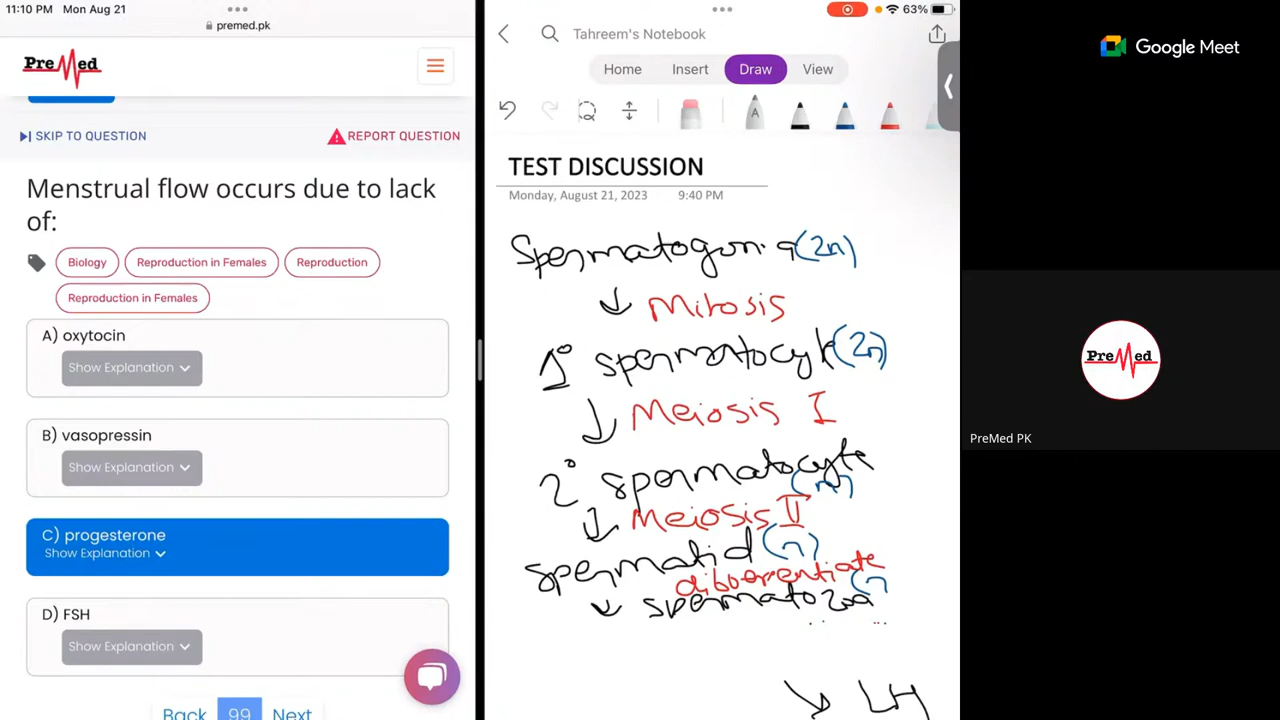 11:10 PM Mon Aug 21
premed.pk
PreMed
SKIP TO QUESTION
REPORT QUESTION
Menstrual flow occurs due to lack
of:
Biology
Reproduction in Females
Reproduction
Reproduction in Females
A) oxytocin
Show Explanation
B) vasopressin
Show Explanation
C) progesterone
Show Explanation
D) FSH
Show Explanation
Back 99 Next
63%
Tahreem's Notebook
Home Insert Draw View
A
TEST DISCUSSION
Monday, August 21, 2023 9:40 PM
Spermatogonia (2n)
↓ Mitosis
1° spermatocyte (2n)
↓ Meiosis I
2° spermatocyte
(n)
↓ Meiosis II
spermatid (n)
differentiate
(n
↓ spermatozoa
↘ LH
Google Meet
PreMed
PreMed PK